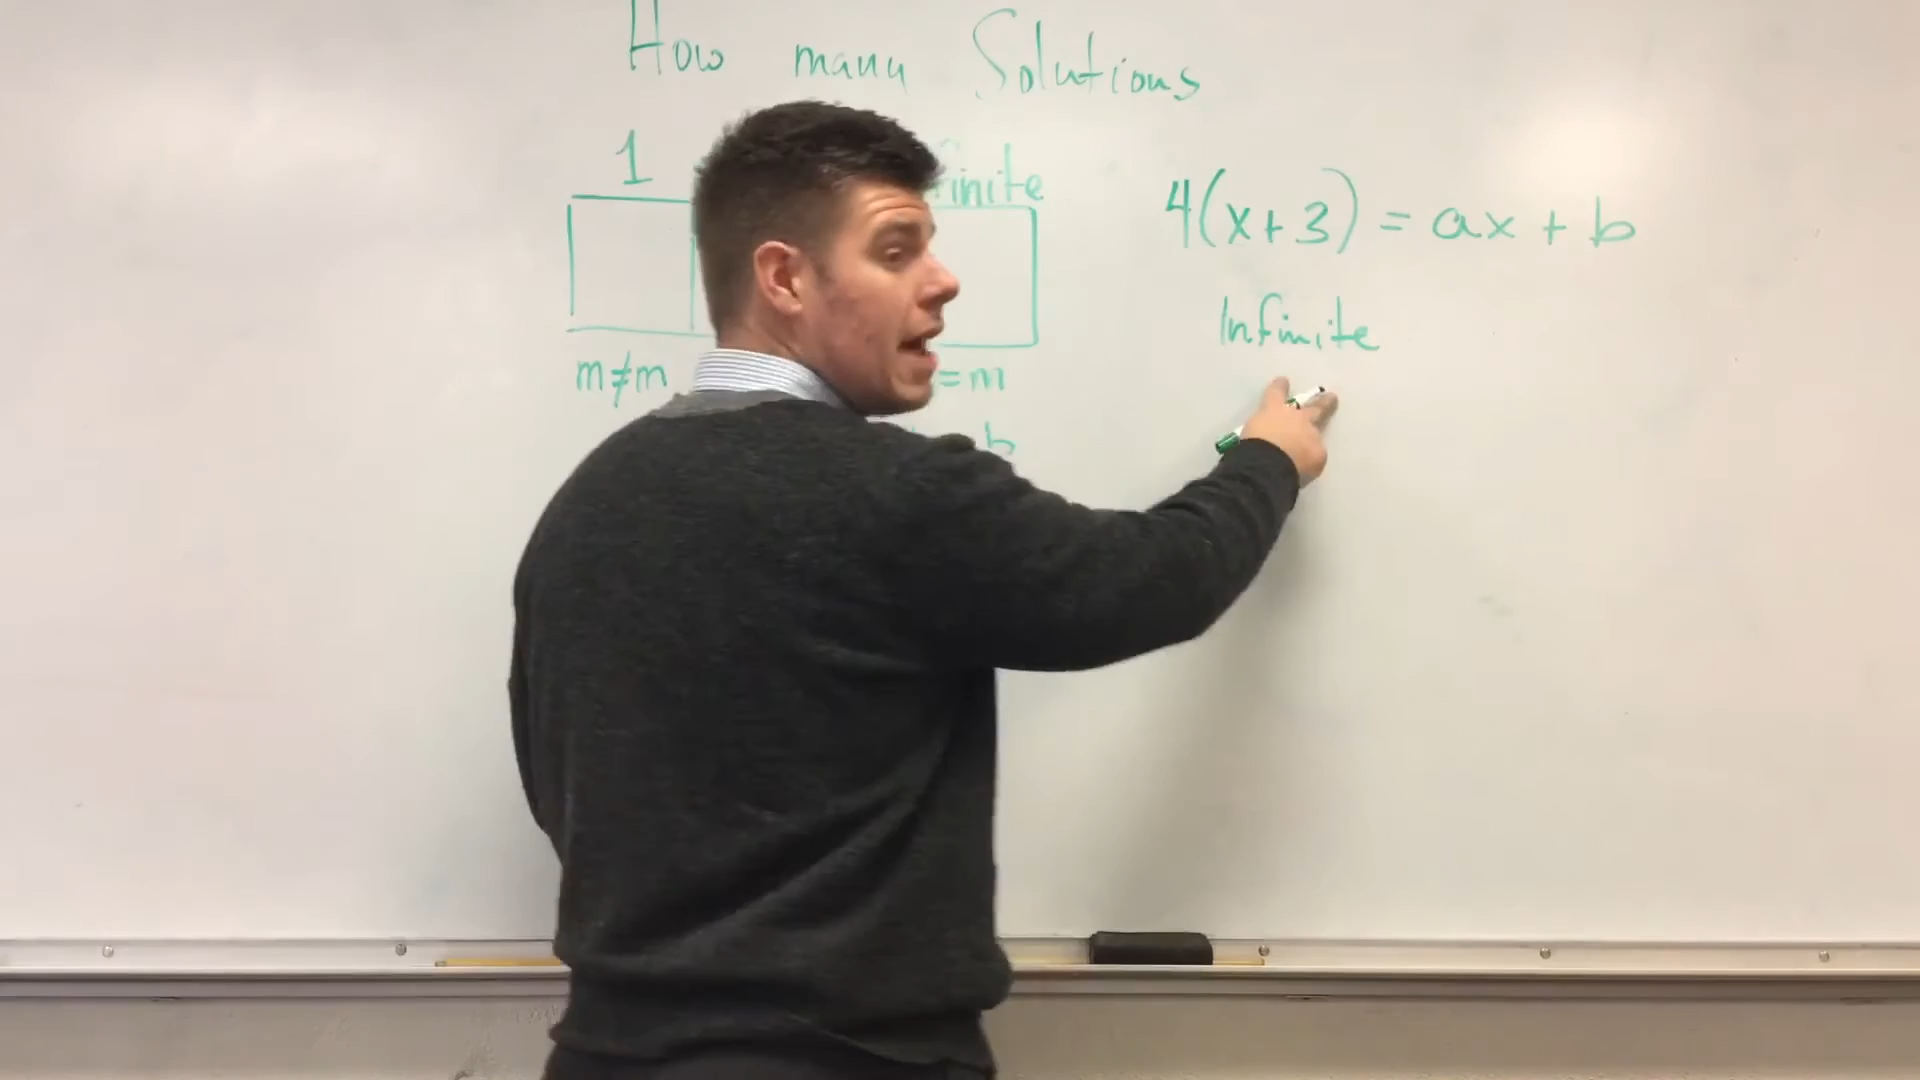 How many Solutions
1
4(x+3) = ax + b
Infinite
m≠m
=m
b